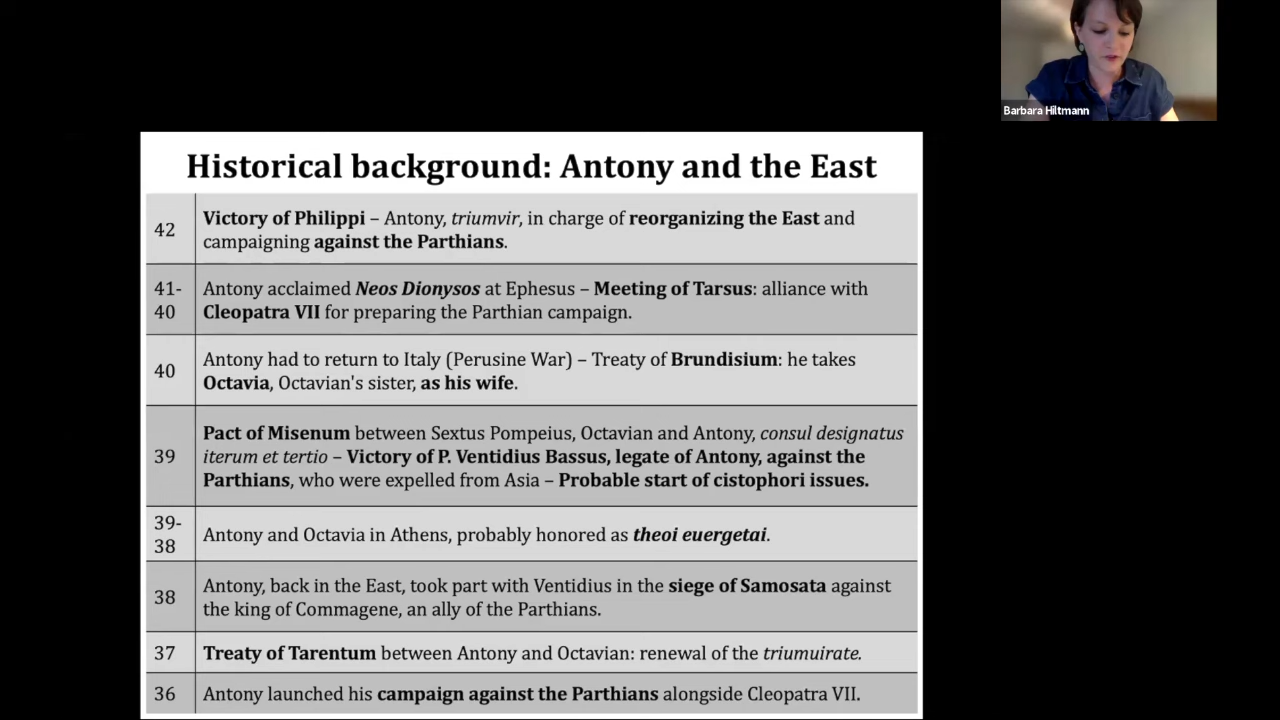 Barbara Hiltmann
Historical background: Antony and the East
42
Victory of Philippi – Antony, triumvir, in charge of reorganizing the East and
campaigning against the Parthians.
41-
40
Antony acclaimed Neos Dionysos at Ephesus – Meeting of Tarsus: alliance with
Cleopatra VII for preparing the Parthian campaign.
40
Antony had to return to Italy (Perusine War) – Treaty of Brundisium: he takes
Octavia, Octavian's sister, as his wife.
39
Pact of Misenum between Sextus Pompeius, Octavian and Antony, consul designatus
iterum et tertio – Victory of P. Ventidius Bassus, legate of Antony, against the
Parthians, who were expelled from Asia – Probable start of cistophori issues.
39-
38
Antony and Octavia in Athens, probably honored as theoi euergetai.
38
Antony, back in the East, took part with Ventidius in the siege of Samosata against
the king of Commagene, an ally of the Parthians.
37
Treaty of Tarentum between Antony and Octavian: renewal of the triumuirate.
36
Antony launched his campaign against the Parthians alongside Cleopatra VII.